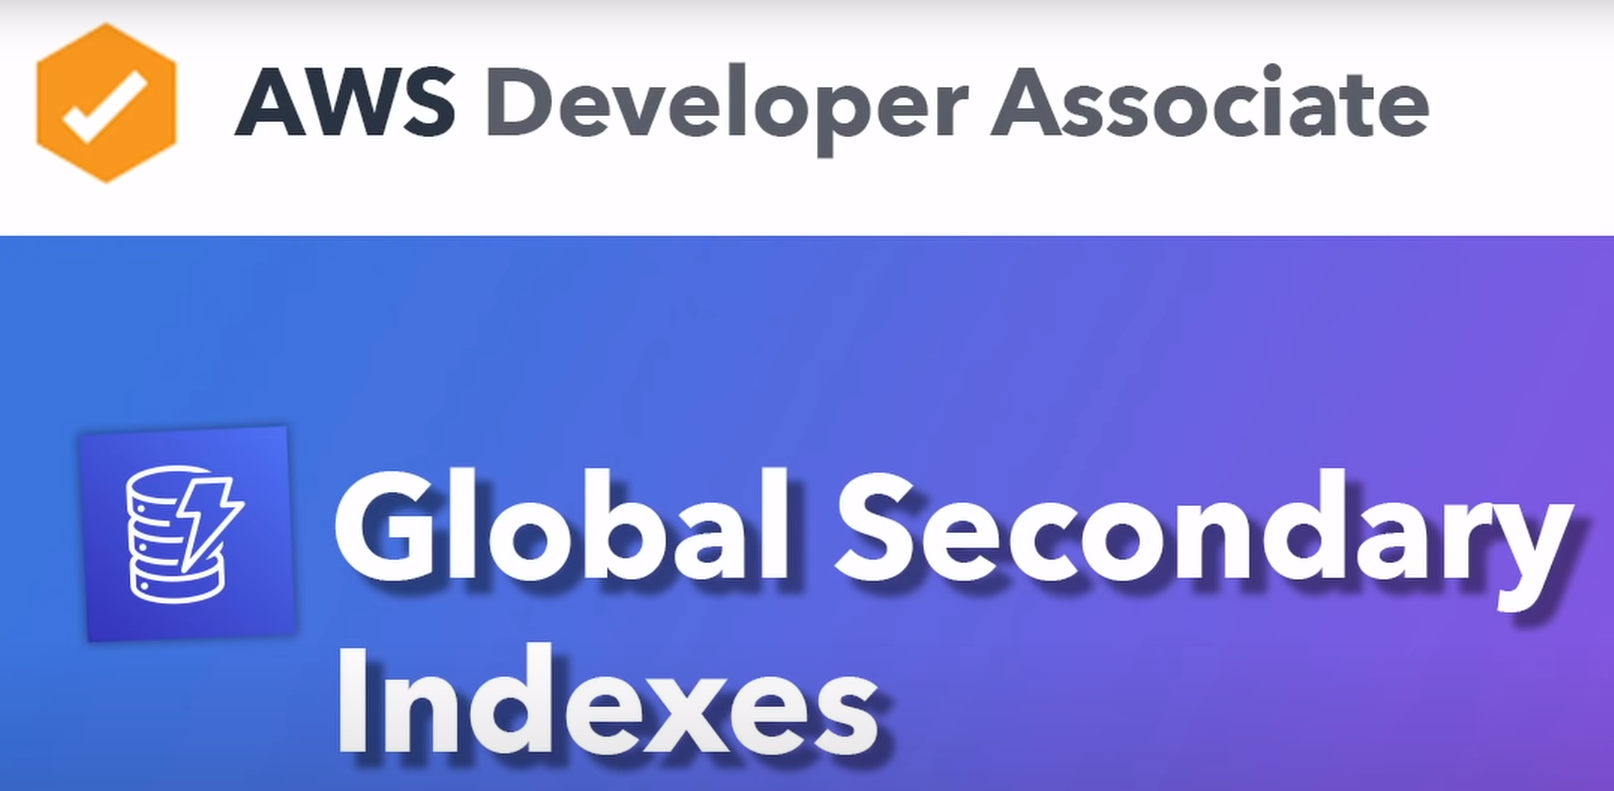 AWS Developer Associate
Global Secondary
Indexes